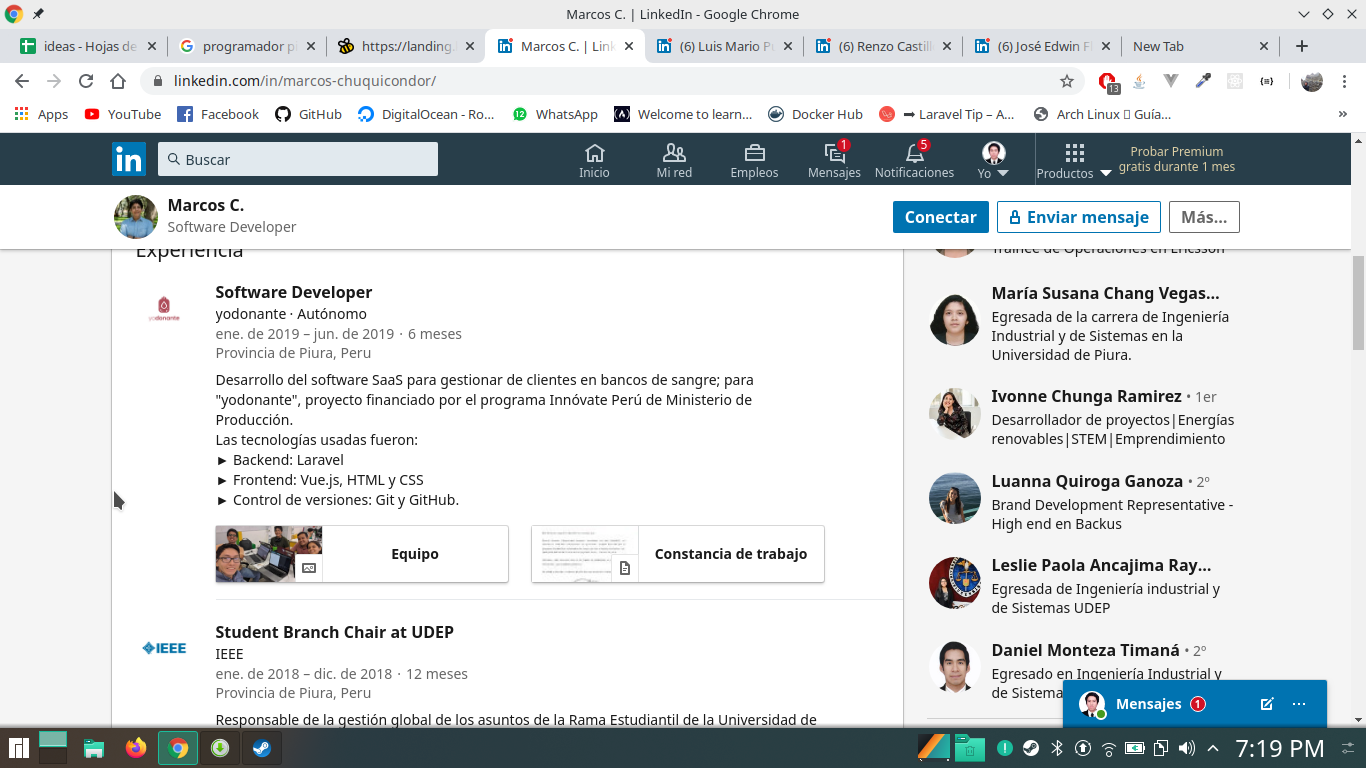 Marcos C. | LinkedIn - Google Chrome
ideas - Hojas de
programador pi
https://landing.
Marcos C. | Link
(6) Luis Mario P
(6) Renzo Castill
(6) José Edwin F
New Tab
linkedin.com/in/marcos-chuquicondor/
13
Apps
YouTube
Facebook
GitHub
DigitalOcean - Ro...
12
WhatsApp
Welcome to learn...
Docker Hub
➡ Laravel Tip – A...
Arch Linux ▯ Guía...
»
in
Buscar
Inicio
Mi red
Empleos
1
Mensajes
5
Notificaciones
Yo
Productos
Probar Premium
gratis durante 1 mes
Marcos C.
Software Developer
Conectar
Enviar mensaje
Más...
Experiencia
yodonante
Software Developer
yodonante · Autónomo
ene. de 2019 – jun. de 2019 · 6 meses
Provincia de Piura, Peru
Desarrollo del software SaaS para gestionar de clientes en bancos de sangre; para
"yodonante", proyecto financiado por el programa Innóvate Perú de Ministerio de
Producción.
Las tecnologías usadas fueron:
► Backend: Laravel
► Frontend: Vue.js, HTML y CSS
► Control de versiones: Git y GitHub.
Equipo
Constancia de trabajo
IEEE
Student Branch Chair at UDEP
IEEE
ene. de 2018 – dic. de 2018 · 12 meses
Provincia de Piura, Peru
Responsable de la gestión global de los asuntos de la Rama Estudiantil de la Universidad de
Trainee de Operaciones en Ericsson
María Susana Chang Vegas...
Egresada de la carrera de Ingeniería
Industrial y de Sistemas en la
Universidad de Piura.
Ivonne Chunga Ramirez • 1er
Desarrollador de proyectos|Energías
renovables|STEM|Emprendimiento
Luanna Quiroga Ganoza • 2º
Brand Development Representative -
High end en Backus
Leslie Paola Ancajima Ray...
Egresada de Ingeniería industrial y
de Sistemas UDEP
Daniel Monteza Timaná • 2º
Egresado en Ingeniería Industrial y
de Sistema
Mensajes
1
7:19 PM